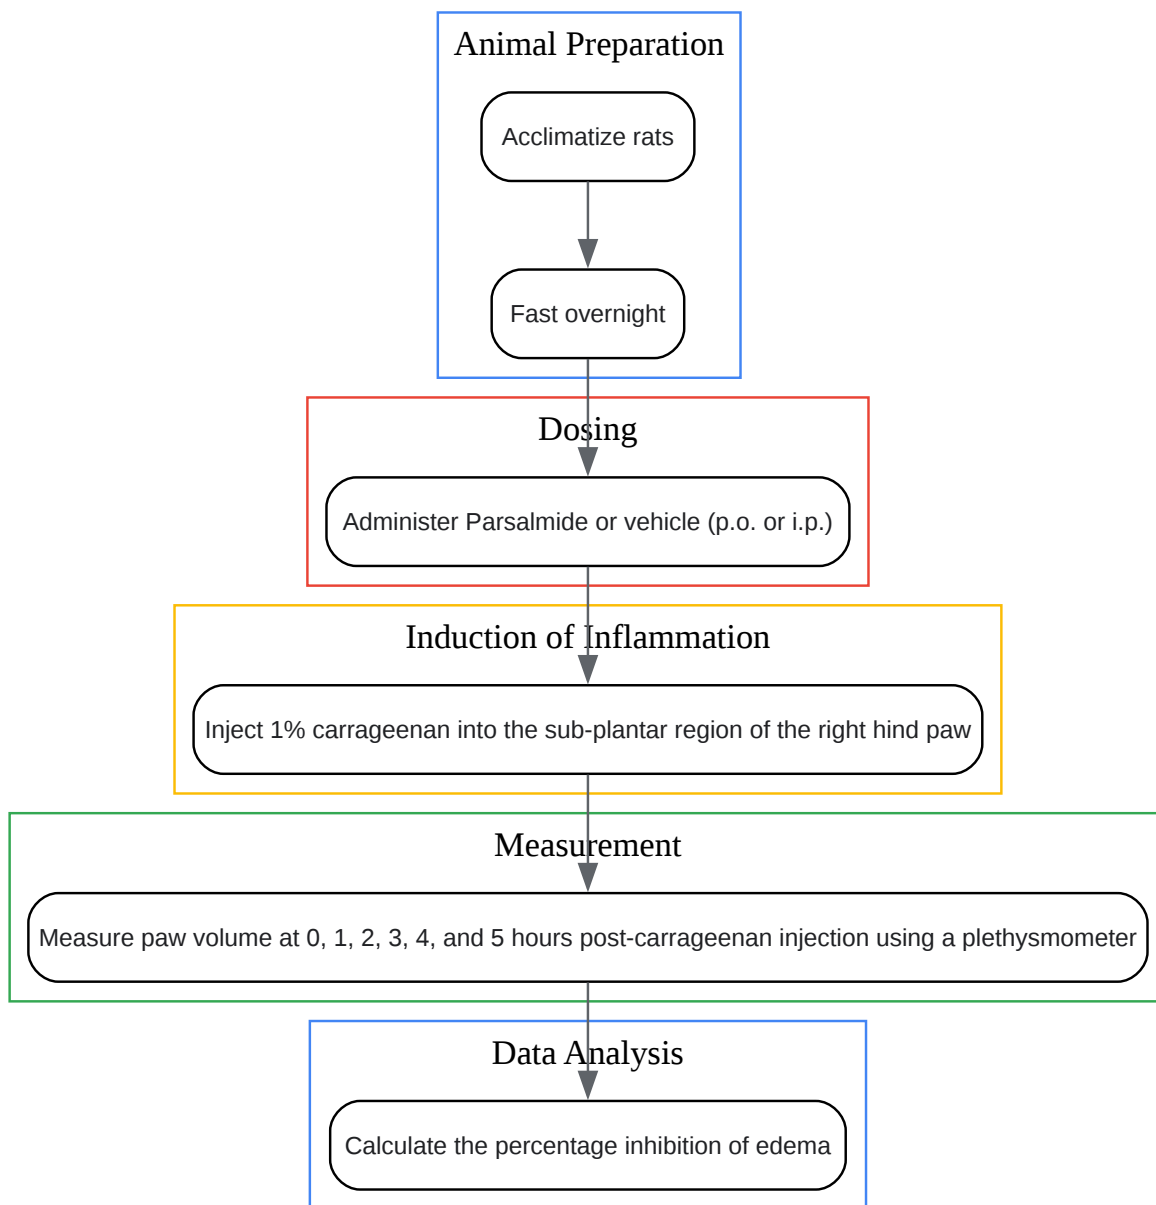 Animal Preparation
Acclimatize rats
Fast overnight
Dosing
Administer Parsalmide or vehicle (p.o. or i.p.)
Induction of Inflammation
Inject 1% carrageenan into the sub-plantar region of the right hind paw
Measurement
Measure paw volume at 0, 1, 2, 3, 4, and 5 hours post-carrageenan injection using a plethysmometer
Data Analysis
Calculate the percentage inhibition of edema